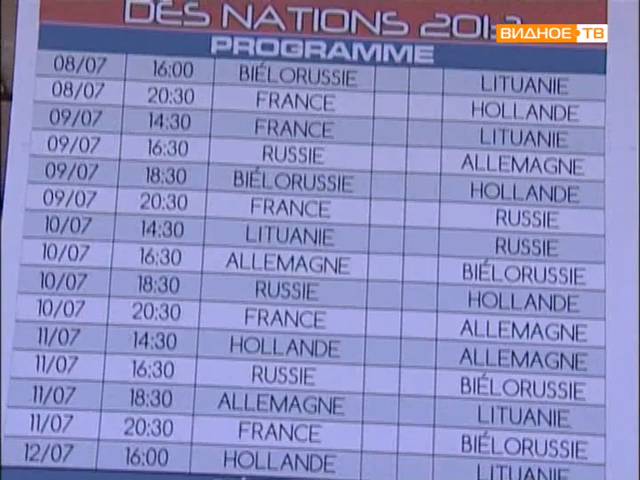 DES NATIONS 2013
ВИДНОЕ ТВ
PROGRAMME
08/07 16:00 BIÉLORUSSIE LITUANIE
08/07 20:30 FRANCE HOLLANDE
09/07 14:30 FRANCE LITUANIE
09/07 16:30 RUSSIE ALLEMAGNE
09/07 18:30 BIÉLORUSSIE HOLLANDE
09/07 20:30 FRANCE RUSSIE
10/07 14:30 LITUANIE RUSSIE
10/07 16:30 ALLEMAGNE BIÉLORUSSIE
10/07 18:30 RUSSIE HOLLANDE
10/07 20:30 FRANCE ALLEMAGNE
11/07 14:30 HOLLANDE ALLEMAGNE
11/07 16:30 RUSSIE BIÉLORUSSIE
11/07 18:30 ALLEMAGNE LITUANIE
11/07 20:30 FRANCE BIÉLORUSSIE
12/07 16:00 HOLLANDE LITUANIE